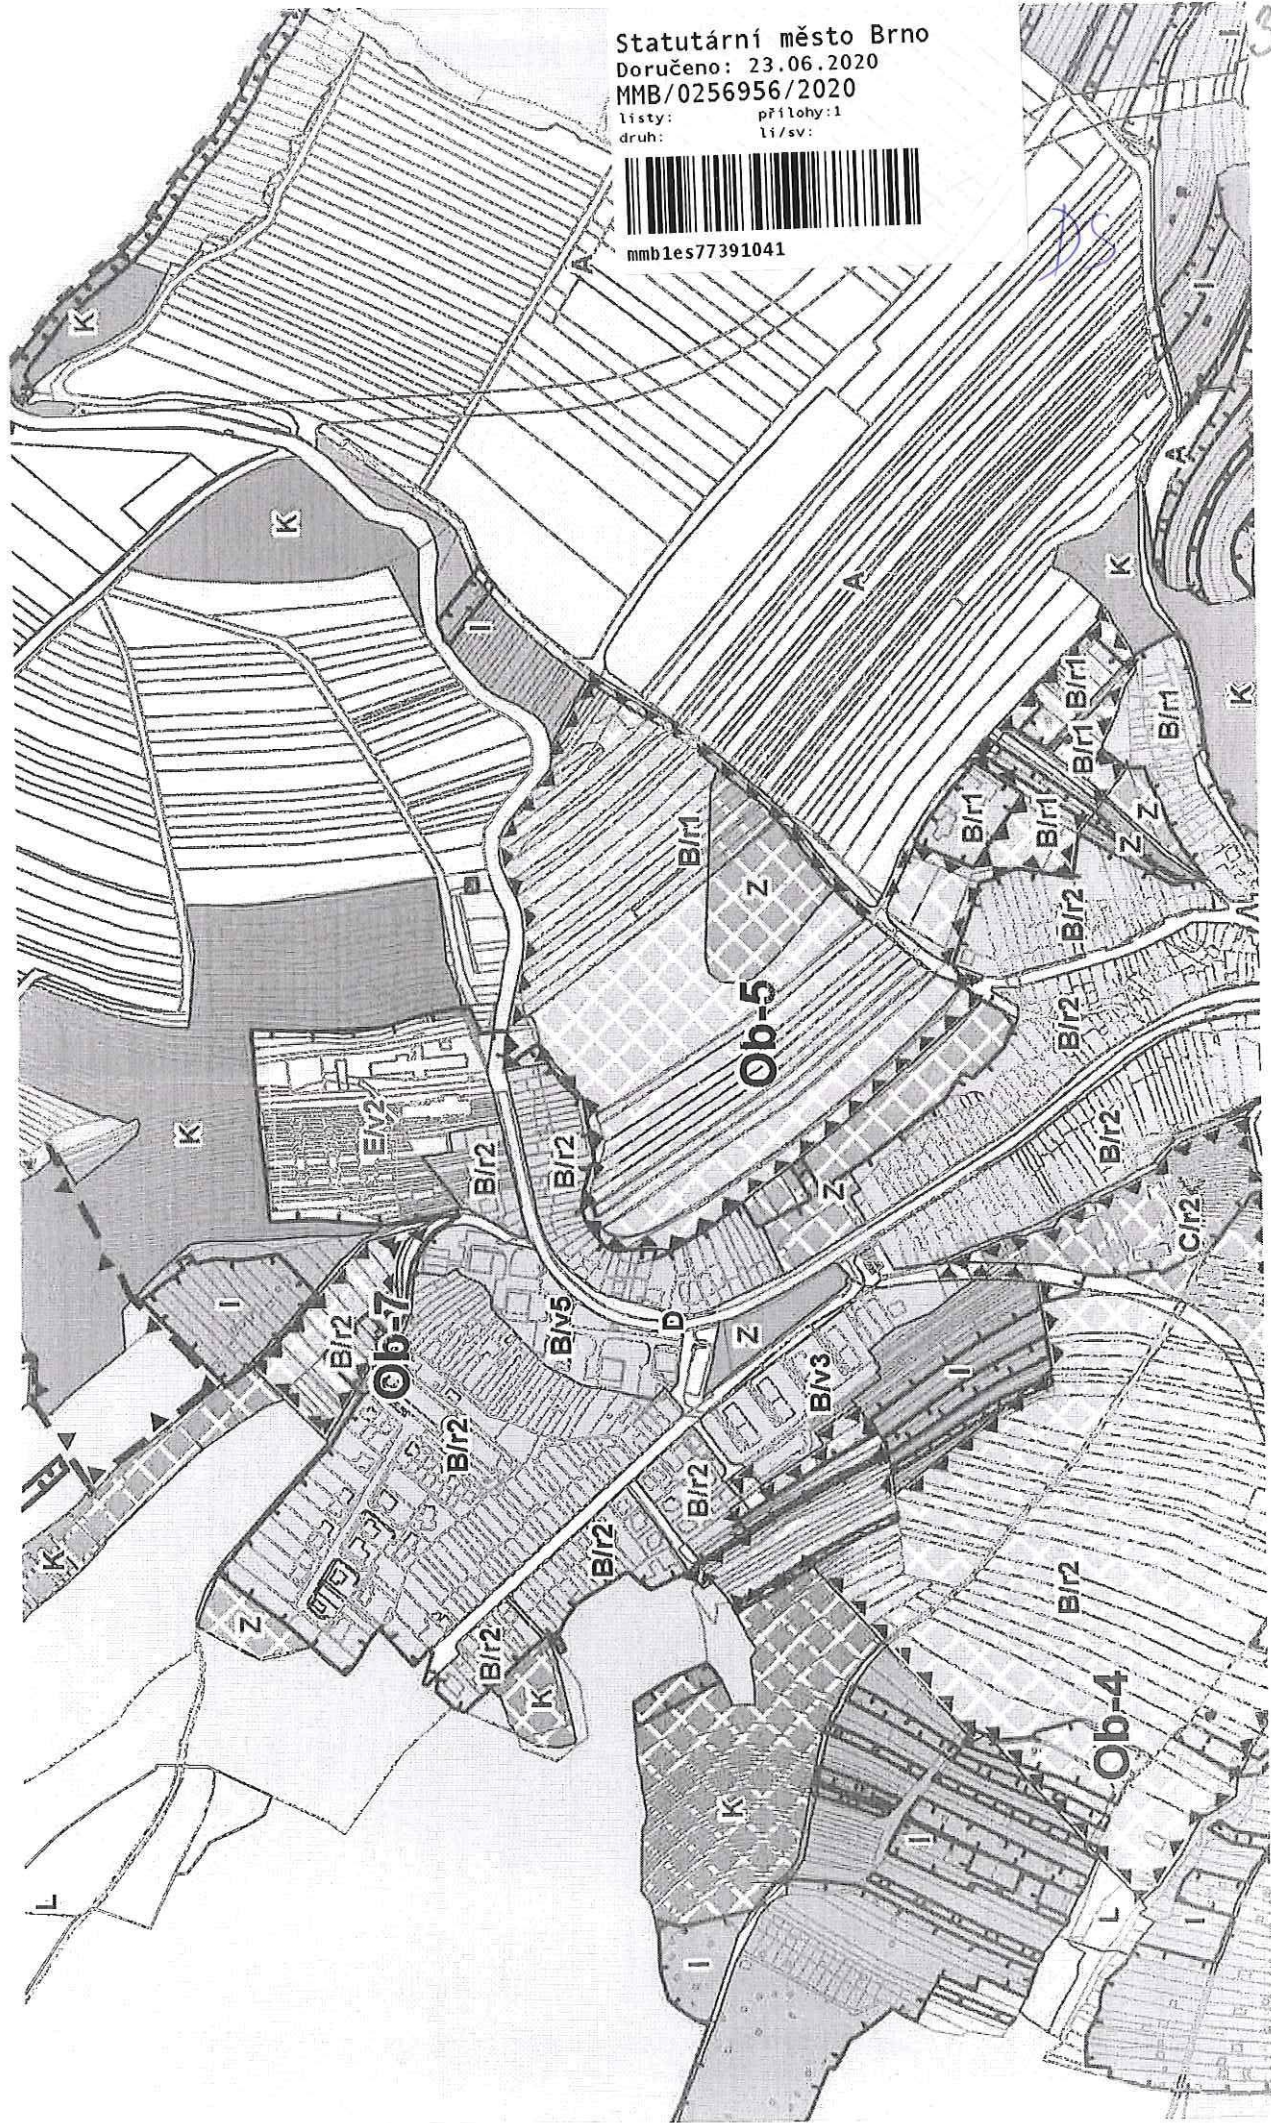 Statutární město Brno
Doručeno: 23.06.2020
MMB/0256956/2020
listy: přílohy:1
druh: li/sv:
mmb1es77391041
DS
K
A
I
I
K
A
A
K
I
K
B/r1
B/r1
B/r1
K
B/r1
B/r1
B/r1
Z
Z
Z
B/r2
Ob-5
B/r2
K
E/v2
B/r2
B/r2
Z
B/r2
C/r2
I
B/r2
Ob-7
B/v5
D
Z
B/v3
I
B/r2
B/r2
B/r2
K
Z
B/r2
K
B/r2
Ob-4
K
I
L
I
L
I